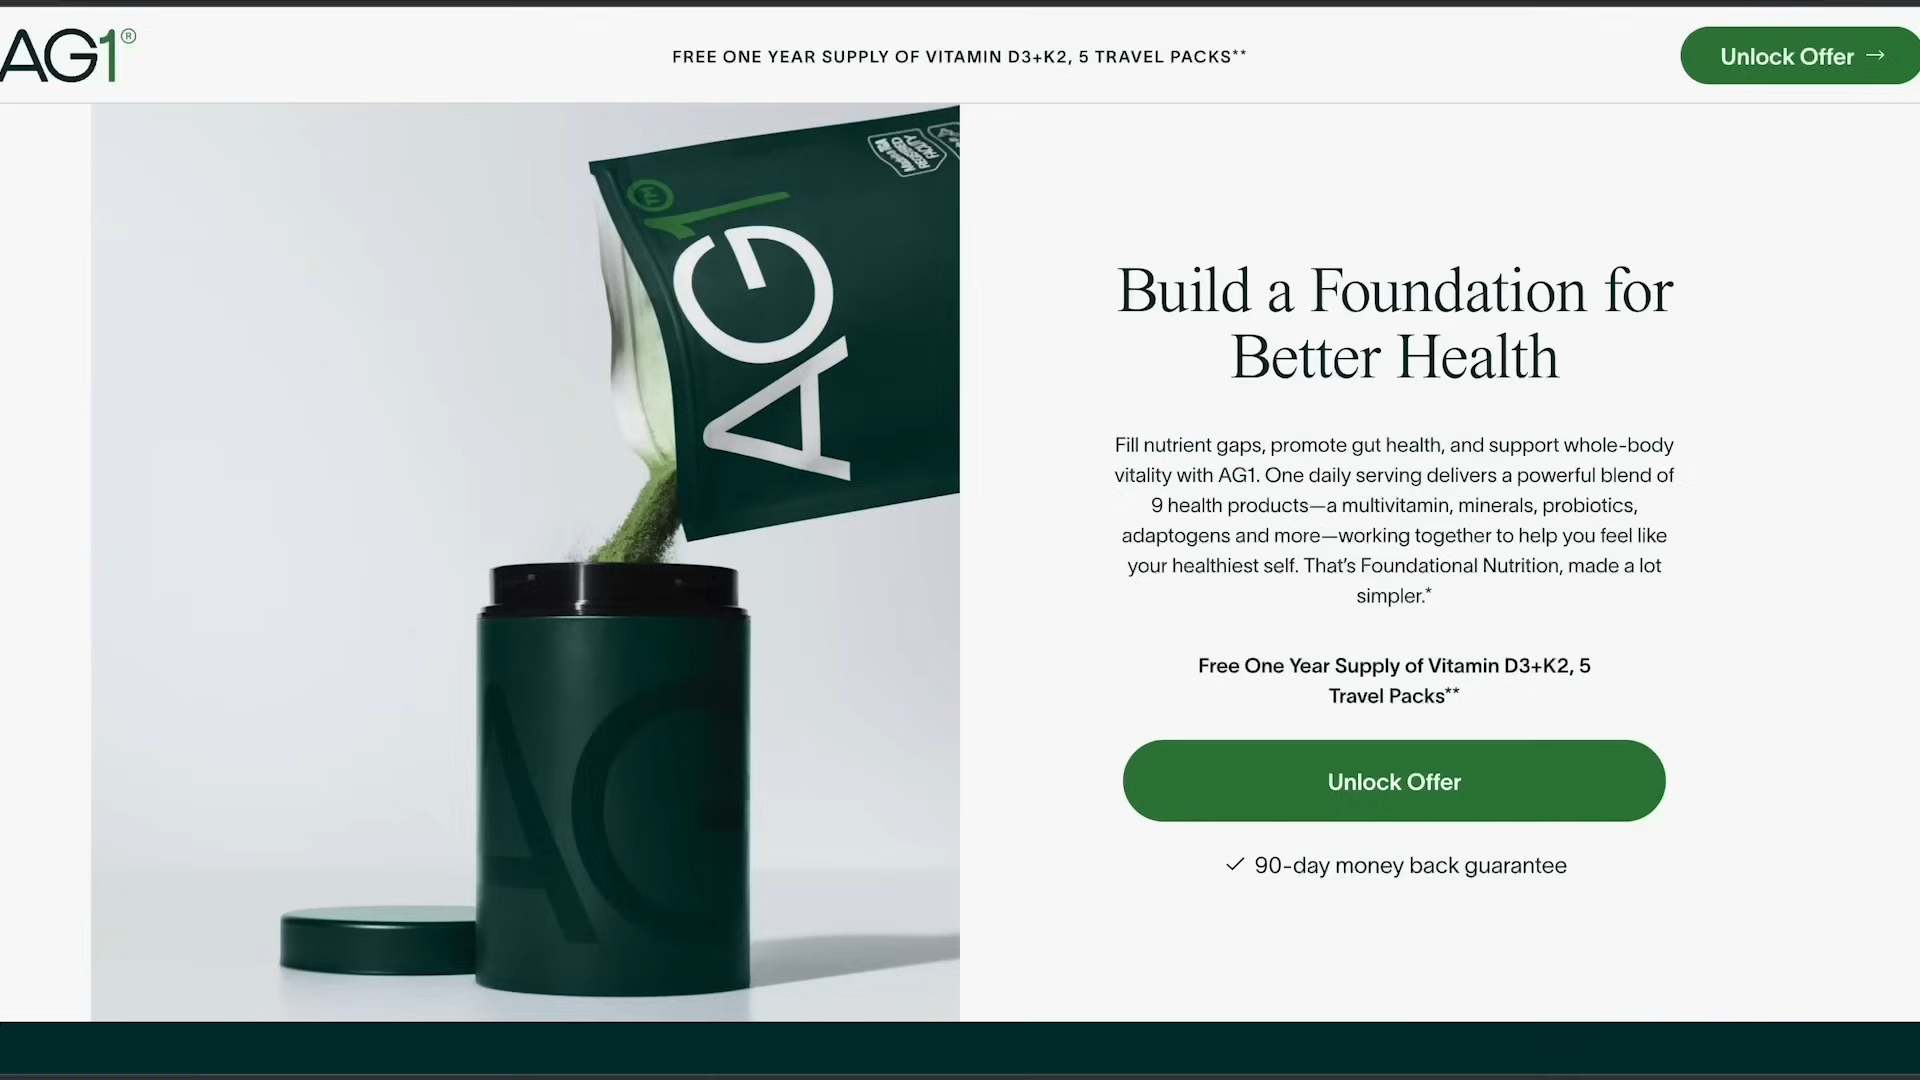 AG1®
FREE ONE YEAR SUPPLY OF VITAMIN D3+K2, 5 TRAVEL PACKS**
Unlock Offer →
REGISTERED
FACILITY
AG1
TM
Build a Foundation for
Better Health
Fill nutrient gaps, promote gut health, and support whole-body
vitality with AG1. One daily serving delivers a powerful blend of
9 health products—a multivitamin, minerals, probiotics,
adaptogens and more—working together to help you feel like
your healthiest self. That’s Foundational Nutrition, made a lot
simpler.*
Free One Year Supply of Vitamin D3+K2, 5
Travel Packs**
Unlock Offer
✓ 90-day money back guarantee
AG